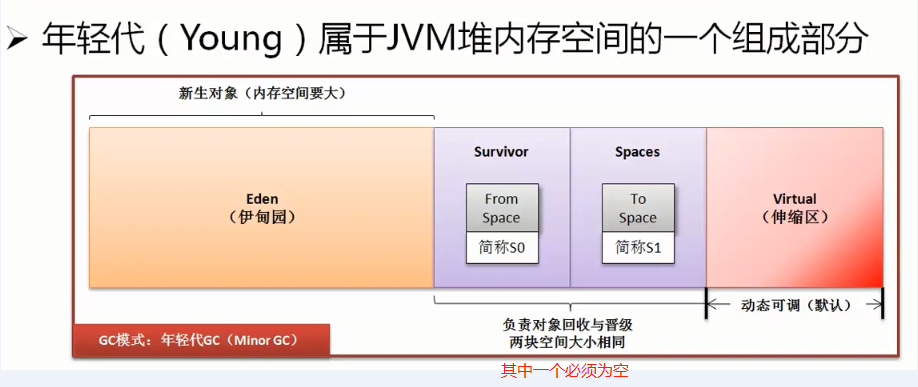 年轻代（Young）属于JVM堆内存空间的一个组成部分
新生对象（内存空间要大）
Eden
（伊甸园）
Survivor
From
Space
简称S0
Spaces
To
Space
简称S1
Virtual
（伸缩区）
动态可调（默认）
负责对象回收与晋级
两块空间大小相同
GC模式：年轻代GC（Minor GC）
其中一个必须为空